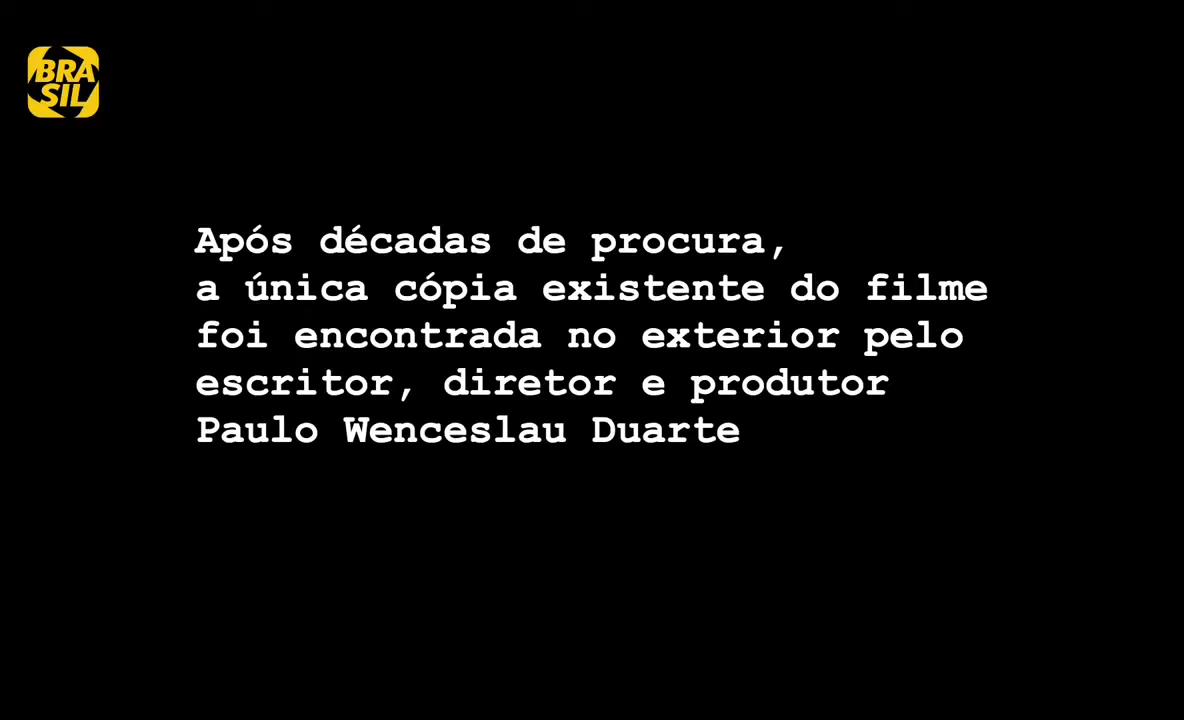 BRA
SIL
Após décadas de procura,
a única cópia existente do filme
foi encontrada no exterior pelo
escritor, diretor e produtor
Paulo Wenceslau Duarte